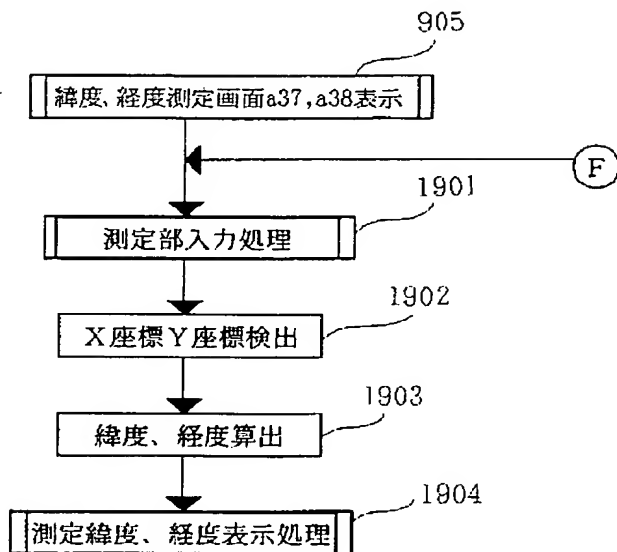 905
緯度、経度測定画面a37,a38表示
F
1901
測定部入力処理
1902
X座標Y座標検出
1903
緯度、経度算出
1904
測定緯度、経度表示処理